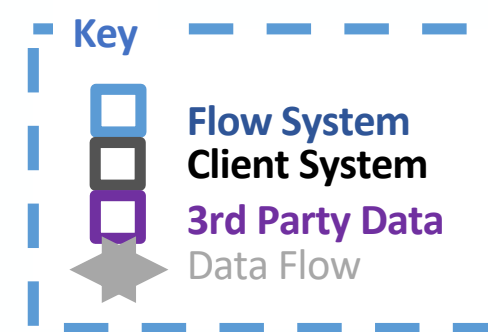 Key
Flow System
Client System
3rd Party Data
Data Flow